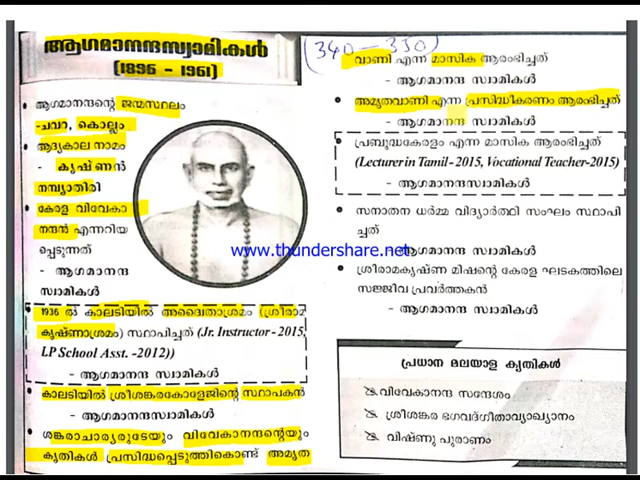 ആഗമാനന്ദസ്വാമികൾ
(1896 - 1961)
ആഗമാനന്ദന്റെ ജന്മസ്ഥലം
-ചവറ, കൊല്ലം
ആദ്യകാല നാമം
- കൃഷ്ണൻ
നമ്പ്യാതിരി
കേരള വിവേകാ
നന്ദൻ എന്നറിയ
പ്പെടുന്നത്
- ആഗമാനന്ദ
സ്വാമികൾ
1936 ൽ കാലടിയിൽ അദ്വൈതാശ്രമം (ശ്രീരാമ
കൃഷ്ണാശ്രമം) സ്ഥാപിച്ചത് (Jr. Instructor - 2015,
LP School Asst. -2012))
- ആഗമാനന്ദ സ്വാമികൾ
കാലടിയിൽ ശ്രീശങ്കരകോളേജിന്റെ സ്ഥാപകൻ
- ആഗമാനന്ദസ്വാമികൾ
ശങ്കരാചാര്യരുടേയും വിവേകാനന്ദന്റെയും
കൃതികൾ പ്രസിദ്ധപ്പെടുത്തികൊണ്ട് അമൃത
(340 - 350)
വാണി എന്ന മാസിക ആരംഭിച്ചത്
- ആഗമാനന്ദ സ്വാമികൾ
അമൃതവാണി എന്ന പ്രസിദ്ധീകരണം ആരംഭിച്ചത്
- ആഗമാനന്ദ സ്വാമികൾ
പ്രബുദ്ധകേരളം എന്ന മാസിക ആരംഭിച്ചത്
(Lecturer in Tamil - 2015, Vocational Teacher-2015)
- ആഗമാനന്ദസ്വാമികൾ
സനാതന ധർമ്മ വിദ്യാർത്ഥി സംഘം സ്ഥാപി
ച്ചത്
- ആഗമാനന്ദ സ്വാമികൾ
ശ്രീരാമകൃഷ്ണ മിഷന്റെ കേരള ഘടകത്തിലെ
സജ്ജീവ പ്രവർത്തകൻ
- ആഗമാനന്ദ സ്വാമികൾ
പ്രധാന മലയാള കൃതികൾ
വിവേകാനന്ദ സന്ദേശം
ശ്രീശങ്കര ഭഗവദ്ഗീതാവ്യാഖ്യാനം
വിഷ്ണു പുരാണം
www.thundershare.net